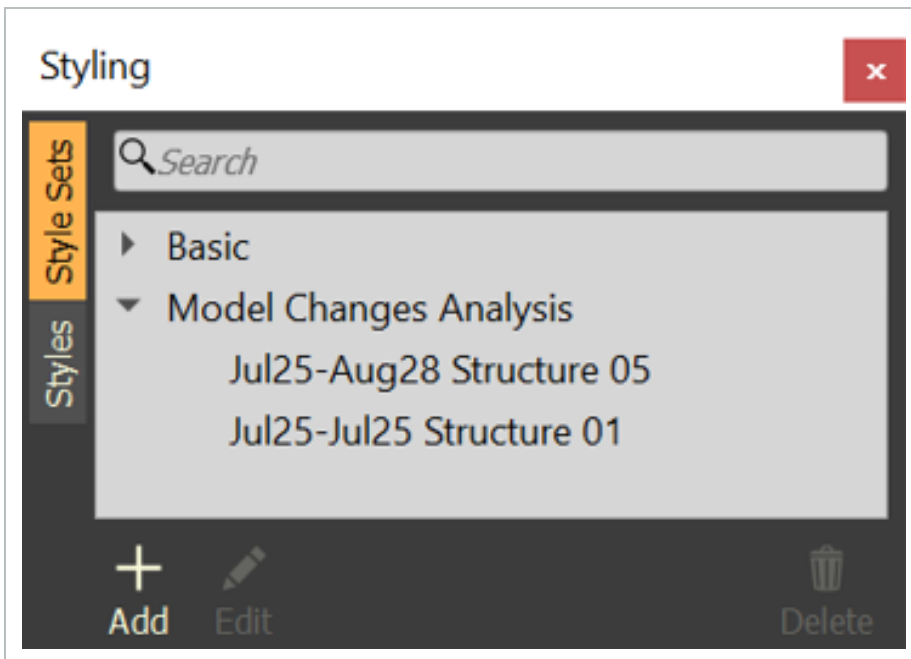 Styling
x
Style Sets
Search
Basic
Model Changes Analysis
Jul25-Aug28 Structure 05
Jul25-Jul25 Structure 01
Styles
Add
Edit
Delete